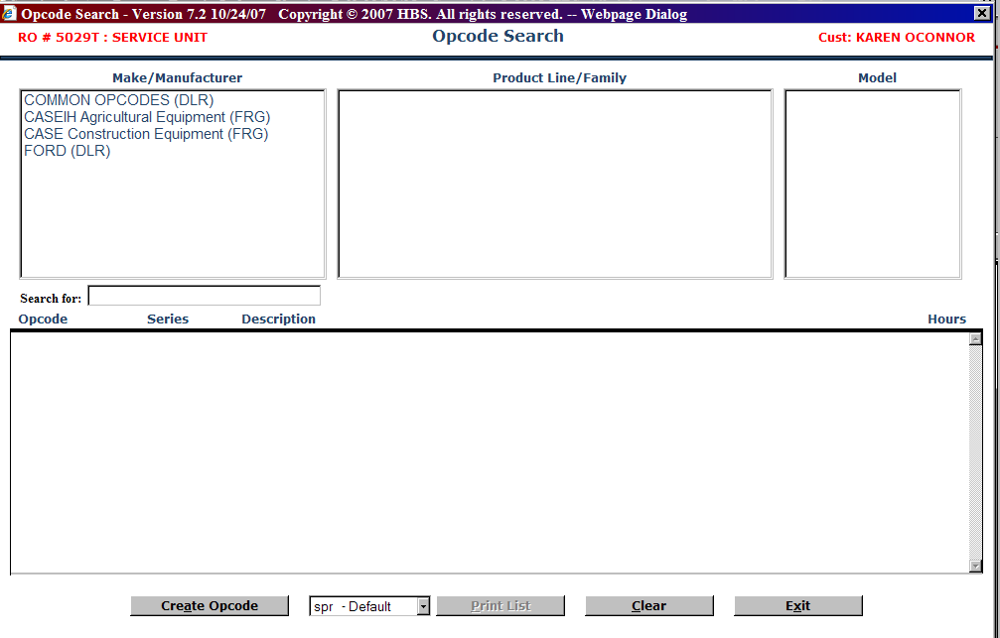 Opcode Search - Version 7.2 10/24/07 Copyright © 2007 HBS. All rights reserved. -- Webpage Dialog
RO # 5029T : SERVICE UNIT
Opcode Search
Cust: KAREN OCONNOR
Make/Manufacturer
Product Line/Family
Model
COMMON OPCODES (DLR)
CASEIH Agricultural Equipment (FRG)
CASE Construction Equipment (FRG)
FORD (DLR)
Search for:
Opcode Series Description Hours
Create Opcode
spr - Default
Print List
Clear
Exit